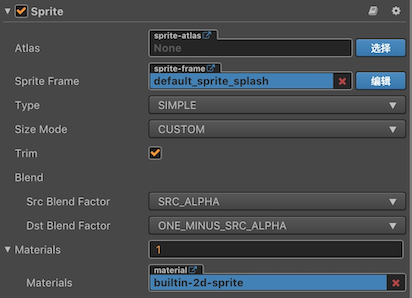 Sprite
sprite-atlas
Atlas None 选择
sprite-frame
Sprite Frame default_sprite_splash 编辑
Type SIMPLE
Size Mode CUSTOM
Trim
Blend
Src Blend Factor SRC_ALPHA
Dst Blend Factor ONE_MINUS_SRC_ALPHA
Materials 1
material
Materials builtin-2d-sprite